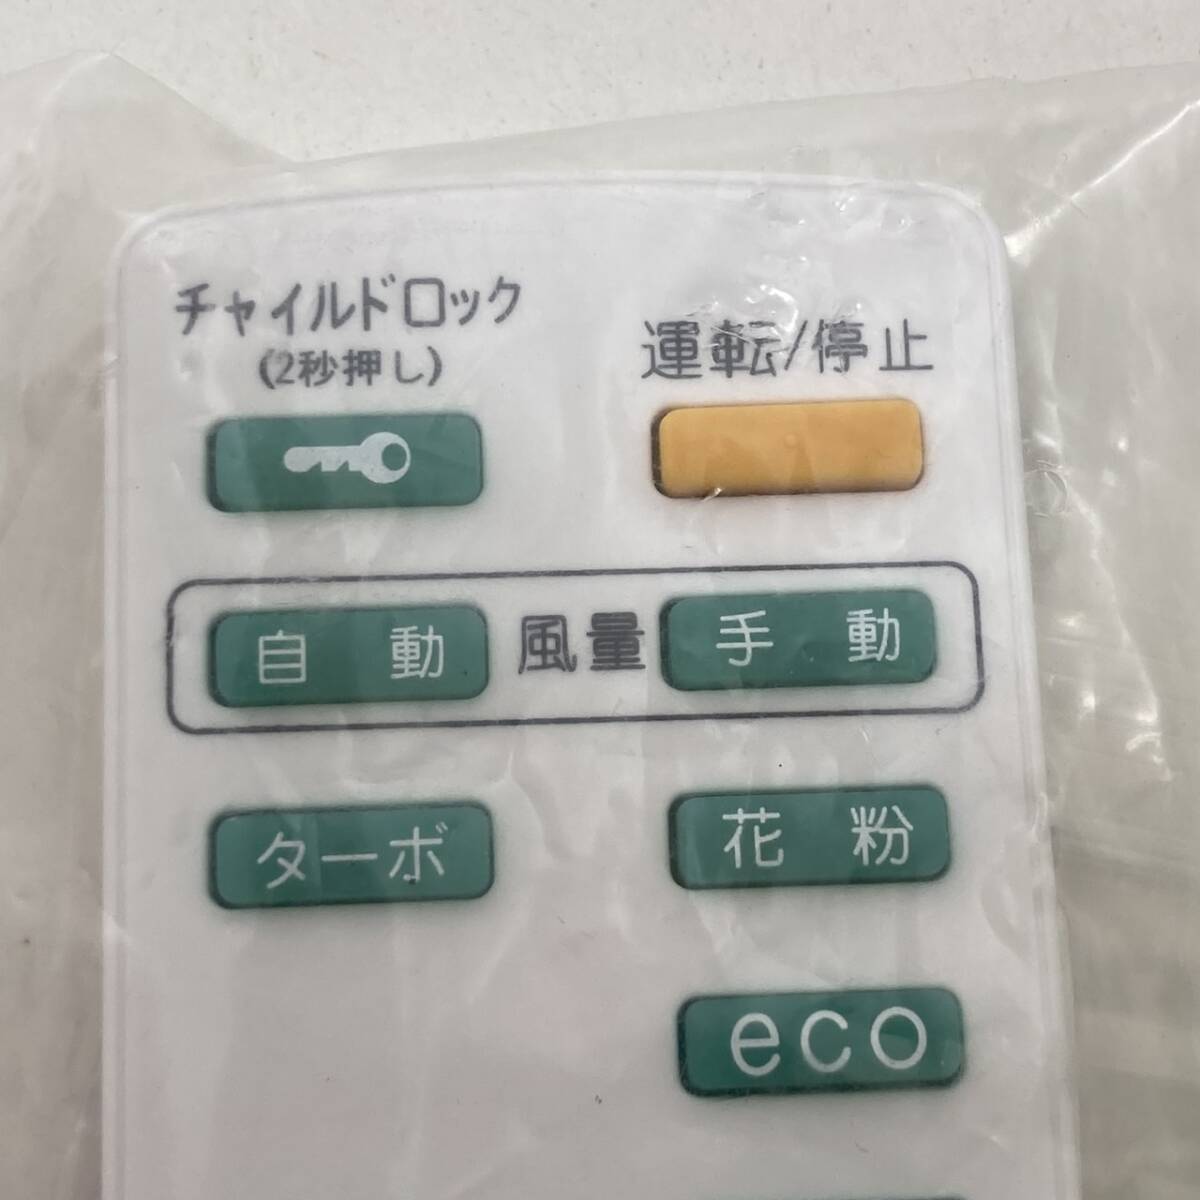 チャイルドロック
(2秒押し)
運転/停止
自動 風量 手動
ターボ 花粉
eco